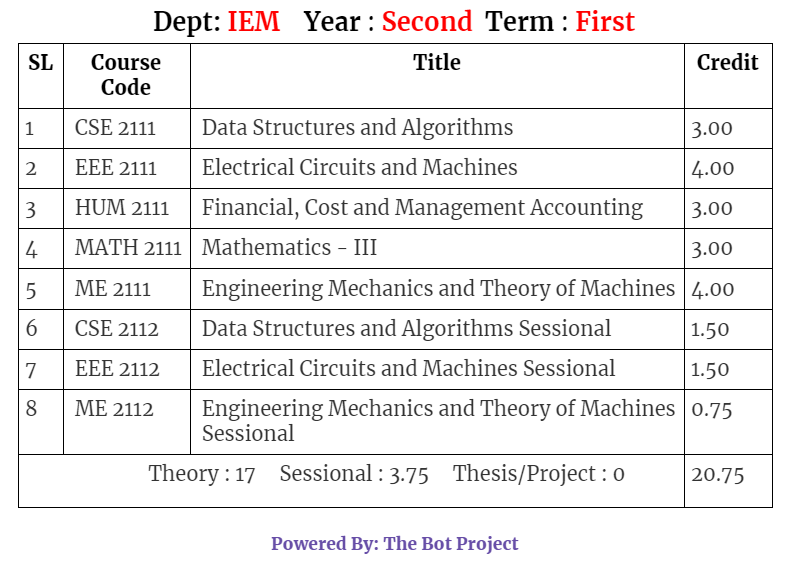 Dept: IEM Year : Second Term : First
SL Course Code Title Credit
1 CSE 2111 Data Structures and Algorithms 3.00
2 EEE 2111 Electrical Circuits and Machines 4.00
3 HUM 2111 Financial, Cost and Management Accounting 3.00
4 MATH 2111 Mathematics - III 3.00
5 ME 2111 Engineering Mechanics and Theory of Machines 4.00
6 CSE 2112 Data Structures and Algorithms Sessional 1.50
7 EEE 2112 Electrical Circuits and Machines Sessional 1.50
8 ME 2112 Engineering Mechanics and Theory of Machines 0.75
Sessional
Theory : 17 Sessional : 3.75 Thesis/Project : 0 20.75
Powered By: The Bot Project